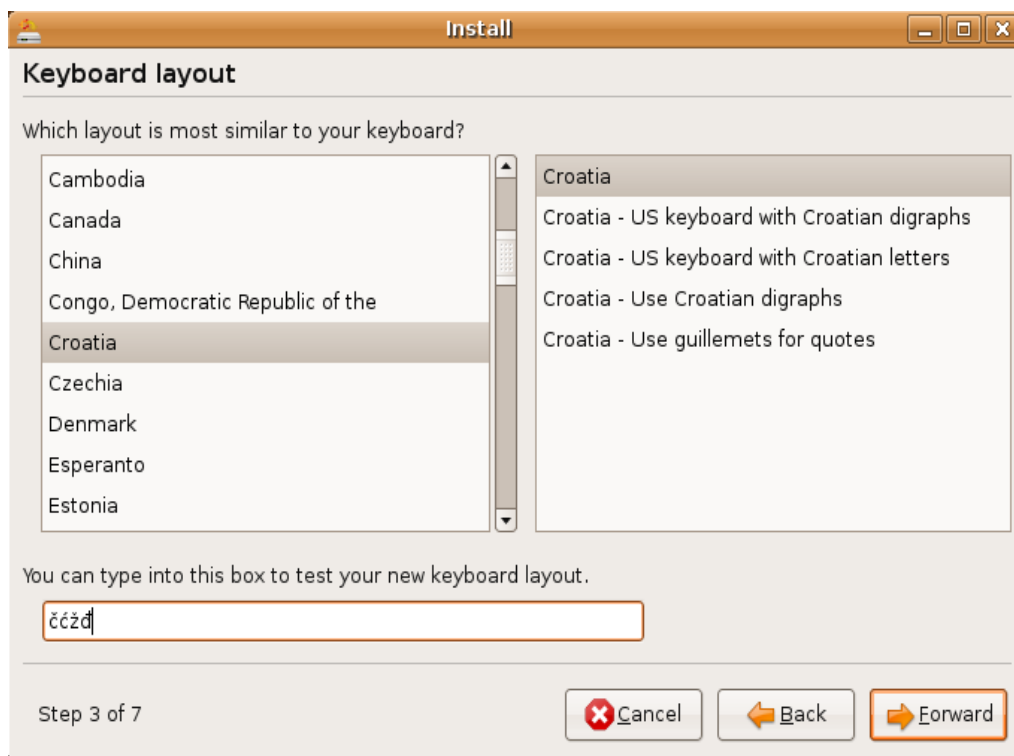 Install
Keyboard layout
Which layout is most similar to your keyboard?
Cambodia
Canada
China
Congo, Democratic Republic of the
Croatia
Czechia
Denmark
Esperanto
Estonia
Croatia
Croatia - US keyboard with Croatian digraphs
Croatia - US keyboard with Croatian letters
Croatia - Use Croatian digraphs
Croatia - Use guillemets for quotes
You can type into this box to test your new keyboard layout.
čćžđ
Step 3 of 7
Cancel
Back
Forward